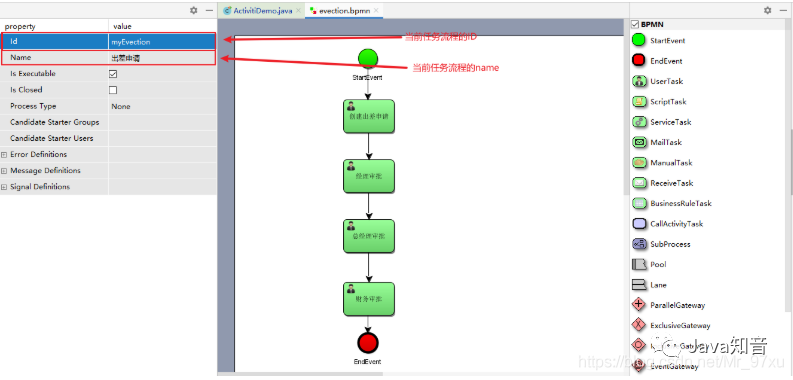 property
value
Id
myEvection
Name
出差申请
Is Executable
Is Closed
Process Type
None
Candidate Starter Groups
Candidate Starter Users
Error Definitions
Message Definitions
Signal Definitions
ActivitiDemo.java
evection.bpmn
当前任务流程的ID
当前任务流程的name
StartEvent
创建出差申请
经理审批
总经理审批
财务审批
EndEvent
BPMN
StartEvent
EndEvent
UserTask
ScriptTask
ServiceTask
MailTask
ManualTask
ReceiveTask
BusinessRuleTask
CallActivityTask
SubProcess
Pool
Lane
ParallelGateway
ExclusiveGateway
Gateway
EventGateway
Java知音